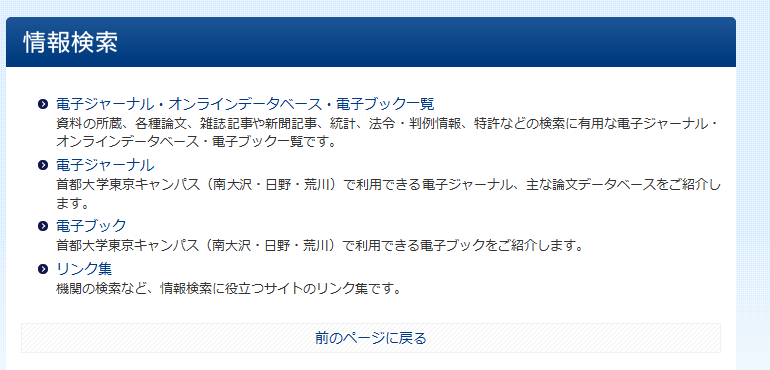 情報検索
電子ジャーナル・オンラインデータベース・電子ブック一覧
資料の所蔵、各種論文、雑誌記事や新聞記事、統計、法令・判例情報、特許などの検索に有用な電子ジャーナル・
オンラインデータベース・電子ブック一覧です。
電子ジャーナル
首都大学東京キャンパス（南大沢・日野・荒川）で利用できる電子ジャーナル、主な論文データベースをご紹介し
ます。
電子ブック
首都大学東京キャンパス（南大沢・日野・荒川）で利用できる電子ブックをご紹介します。
リンク集
機関の検索など、情報検索に役立つサイトのリンク集です。
前のページに戻る